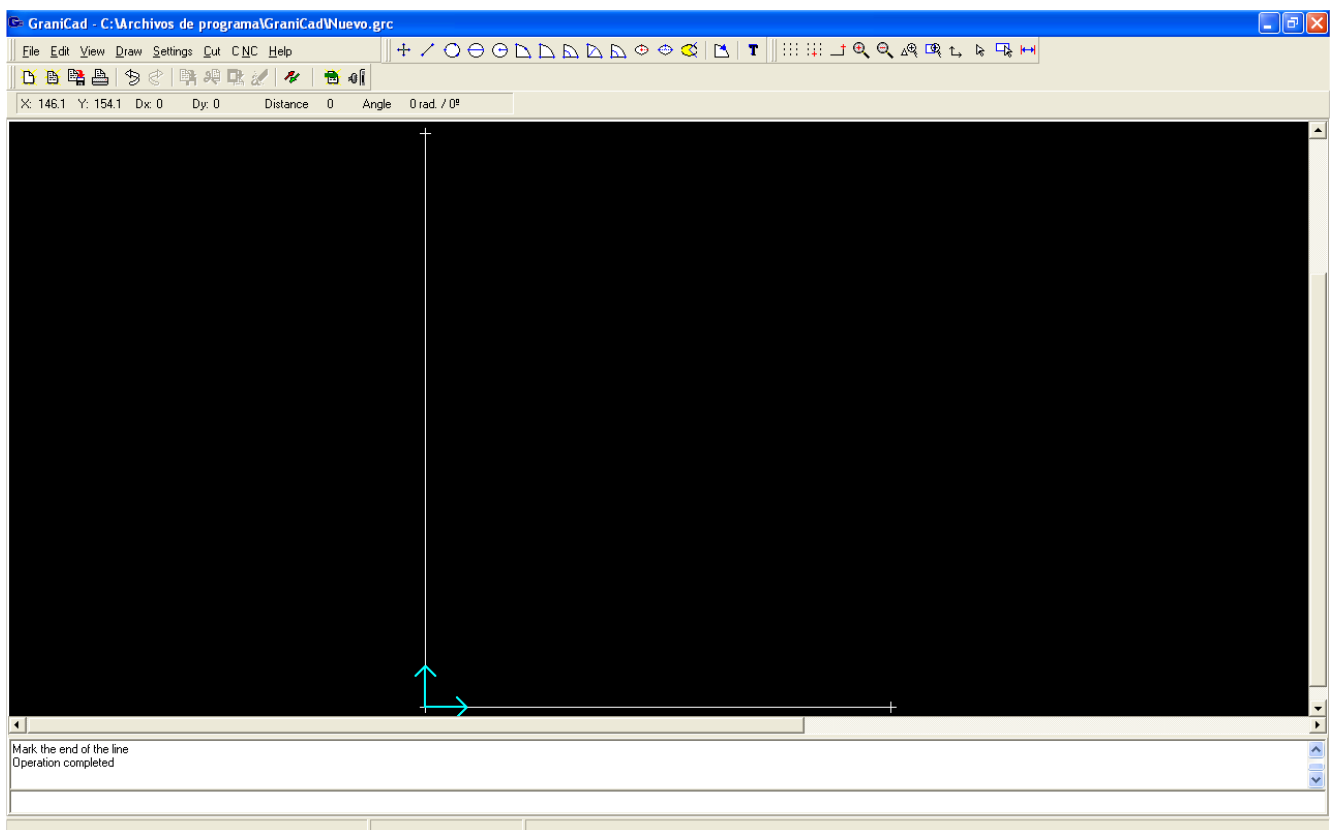 GraniCad - C:\Archivos de programa\GraniCad\Nuevo.grc
File Edit View Draw Settings Cut CNC Help
T
X: 146.1 Y: 154.1 Dx: 0 Dy: 0 Distance 0 Angle 0 rad. / 0º
Mark the end of the line
Operation completed